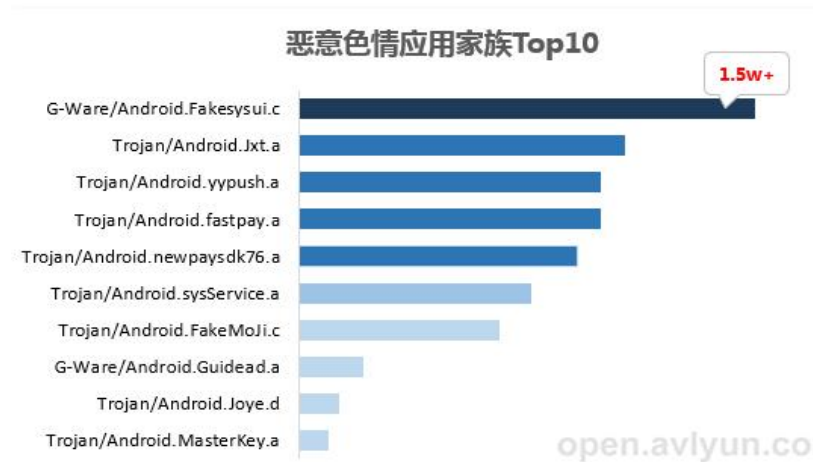 恶意色情应用家族Top10
1.5w+
G-Ware/Android.Fakesysui.c
Trojan/Android.Jxt.a
Trojan/Android.yypush.a
Trojan/Android.fastpay.a
Trojan/Android.newpaysdk76.a
Trojan/Android.sysService.a
Trojan/Android.FakeMoJi.c
G-Ware/Android.Guidead.a
Trojan/Android.Joye.d
Trojan/Android.MasterKey.a
open.avlyun.co